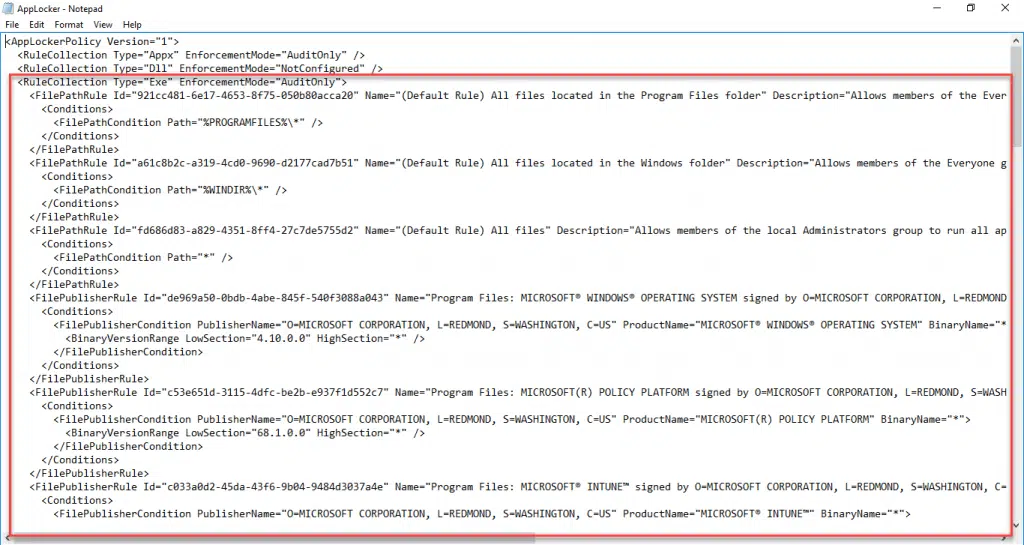 AppLocker - Notepad
File Edit Format View Help
<AppLockerPolicy Version="1">
<RuleCollection Type="Appx" EnforcementMode="AuditOnly" />
<RuleCollection Type="Dll" EnforcementMode="NotConfigured" />
<RuleCollection Type="Exe" EnforcementMode="AuditOnly">
<FilePathRule Id="921cc481-6e17-4653-8f75-050b80acca20" Name="(Default Rule) All files located in the Program Files folder" Description="Allows members of the Ever
<Conditions>
<FilePathCondition Path="%PROGRAMFILES%\*" />
</Conditions>
</FilePathRule>
<FilePathRule Id="a61c8b2c-a319-4cd0-9690-d2177cad7b51" Name="(Default Rule) All files located in the Windows folder" Description="Allows members of the Everyone g
<Conditions>
<FilePathCondition Path="%WINDIR%\*" />
</Conditions>
</FilePathRule>
<FilePathRule Id="fd686d83-a829-4351-8ff4-27c7de5755d2" Name="(Default Rule) All files" Description="Allows members of the local Administrators group to run all ap
<Conditions>
<FilePathCondition Path="*" />
</Conditions>
</FilePathRule>
<FilePublisherRule Id="de969a50-0bdb-4abe-845f-540f3088a043" Name="Program Files: MICROSOFT® WINDOWS® OPERATING SYSTEM signed by O=MICROSOFT CORPORATION, L=REDMOND
<Conditions>
<FilePublisherCondition PublisherName="O=MICROSOFT CORPORATION, L=REDMOND, S=WASHINGTON, C=US" ProductName="MICROSOFT® WINDOWS® OPERATING SYSTEM" BinaryName="*
<BinaryVersionRange LowSection="4.10.0.0" HighSection="*" />
</FilePublisherCondition>
</Conditions>
</FilePublisherRule>
<FilePublisherRule Id="c53e651d-3115-4dfc-be2b-e937f1d552c7" Name="Program Files: MICROSOFT(R) POLICY PLATFORM signed by O=MICROSOFT CORPORATION, L=REDMOND, S=WASH
<Conditions>
<FilePublisherCondition PublisherName="O=MICROSOFT CORPORATION, L=REDMOND, S=WASHINGTON, C=US" ProductName="MICROSOFT(R) POLICY PLATFORM" BinaryName="*">
<BinaryVersionRange LowSection="68.1.0.0" HighSection="*" />
</FilePublisherCondition>
</Conditions>
</FilePublisherRule>
<FilePublisherRule Id="c033a0d2-45da-43f6-9b04-9484d3037a4e" Name="Program Files: MICROSOFT® INTUNE™ signed by O=MICROSOFT CORPORATION, L=REDMOND, S=WASHINGTON, C=
<Conditions>
<FilePublisherCondition PublisherName="O=MICROSOFT CORPORATION, L=REDMOND, S=WASHINGTON, C=US" ProductName="MICROSOFT® INTUNE™" BinaryName="*">